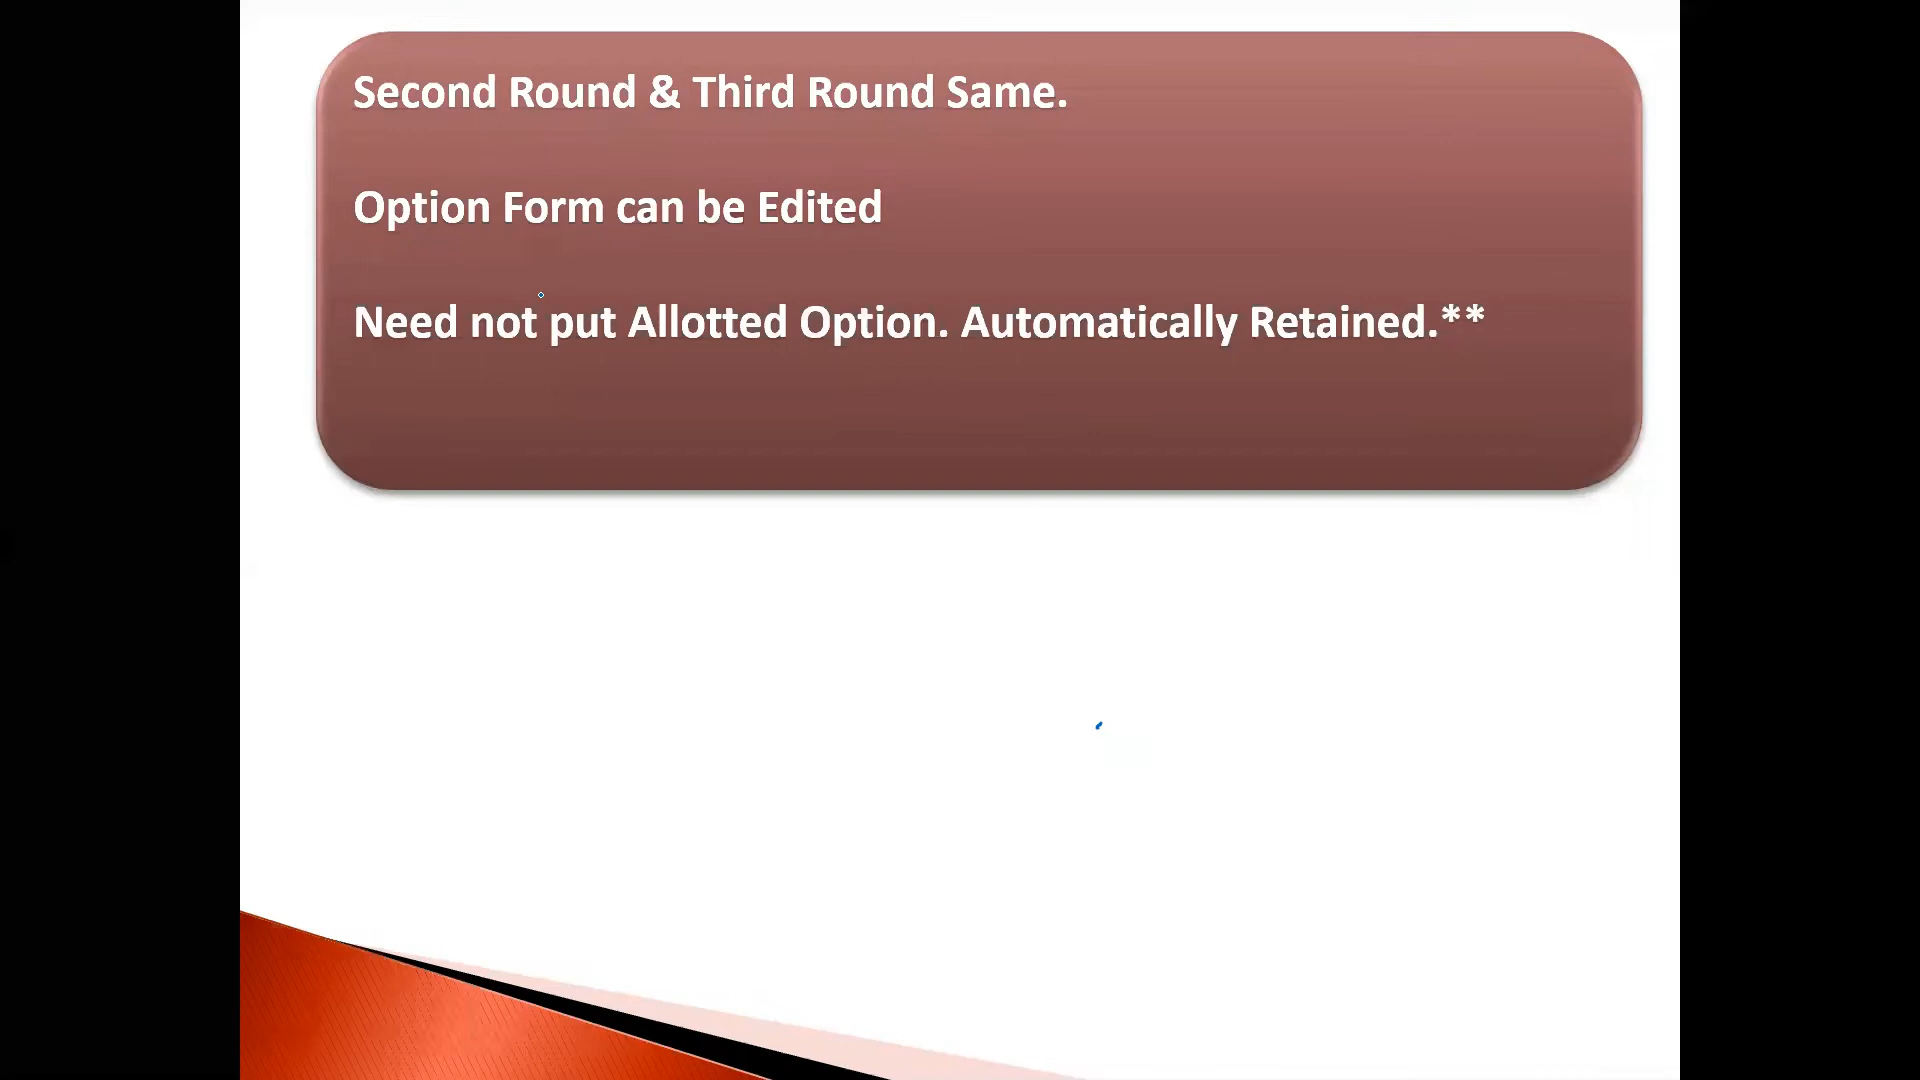 Second Round & Third Round Same.
Option Form can be Edited
Need not put Allotted Option. Automatically Retained.**